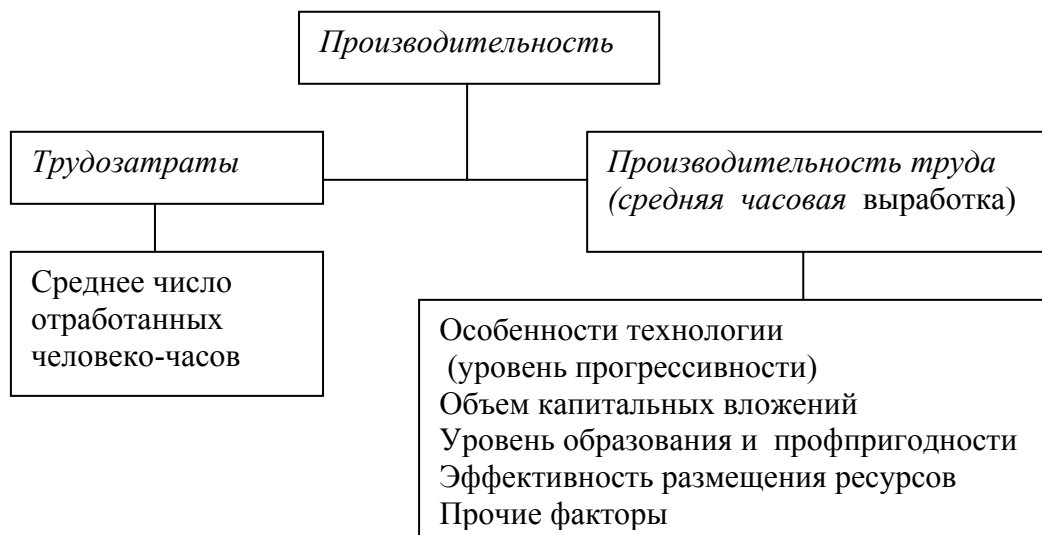 Производительность
Трудозатраты
Производительность труда
(средняя часовая выработка)
Среднее число
отработанных
человеко-часов
Особенности технологии
(уровень прогрессивности)
Объем капитальных вложений
Уровень образования и профпригодности
Эффективность размещения ресурсов
Прочие факторы